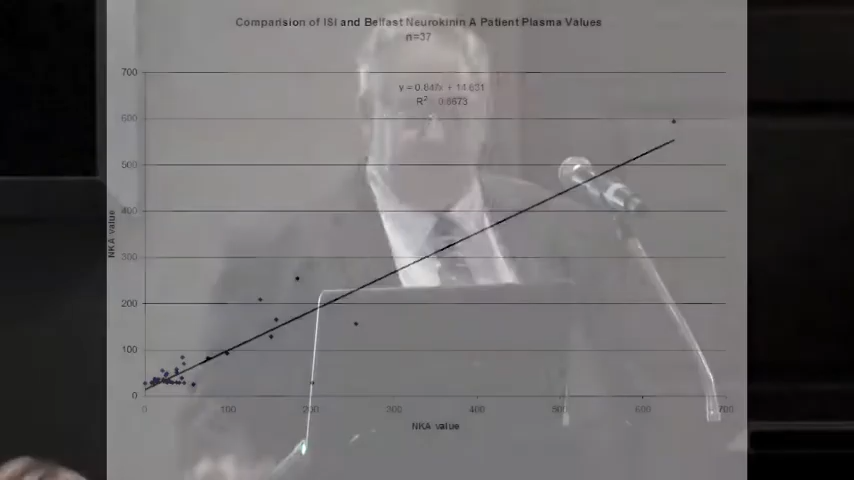 Comparision of ISI and Belfast Neurokinin A Patient Plasma Values
n=37
700
600
500
400
300
200
100
0
NKA value
0 100 200 300 400 500 600 700
NKA value